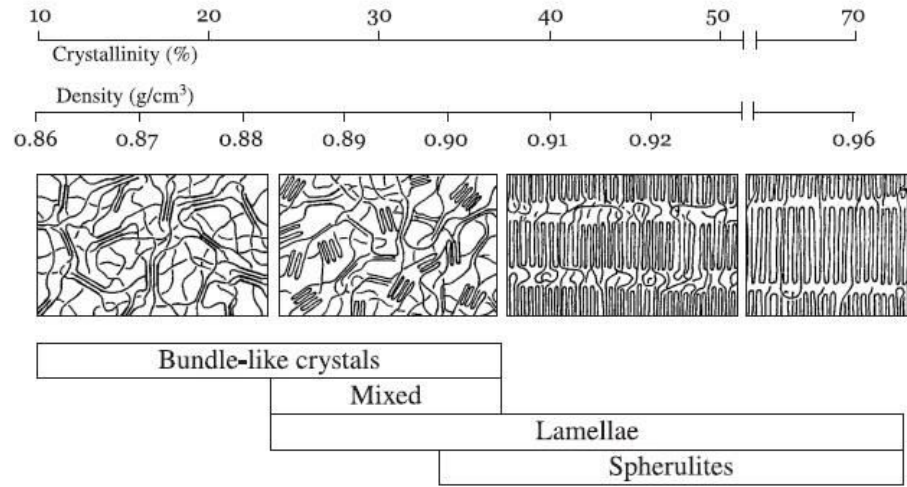 10 20 30 40 50 70
Crystallinity (%)
Density (g/cm³)
0.86 0.87 0.88 0.89 0.90 0.91 0.92 0.96
Bundle-like crystals
Mixed
Lamellae
Spherulites